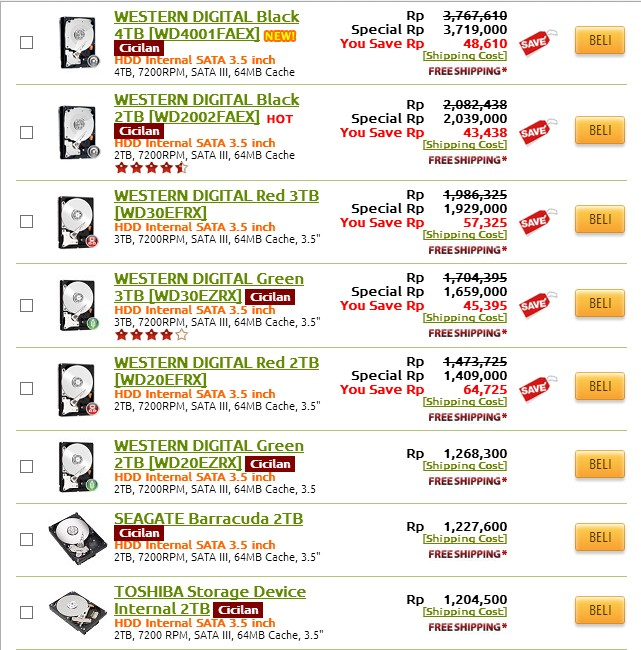 WESTERN DIGITAL Black
4TB [WD4001FAEX] NEW!
Cicilan
HDD Internal SATA 3.5 inch
4TB, 7200RPM, SATA III, 64MB Cache
Rp 3,767,610
Special Rp 3,719,000
You Save Rp 48,610
[Shipping Cost]
FREE SHIPPING*
SAVE
BELI
WESTERN DIGITAL Black
2TB [WD2002FAEX] HOT
Cicilan
HDD Internal SATA 3.5 inch
2TB, 7200RPM, SATA III, 64MB Cache
Rp 2,082,438
Special Rp 2,039,000
You Save Rp 43,438
[Shipping Cost]
FREE SHIPPING*
SAVE
BELI
WESTERN DIGITAL Red 3TB
[WD30EFRX]
HDD Internal SATA 3.5 inch
3TB, 7200RPM, SATA III, 64MB Cache, 3.5"
Rp 1,986,325
Special Rp 1,929,000
You Save Rp 57,325
[Shipping Cost]
FREE SHIPPING*
SAVE
BELI
WESTERN DIGITAL Green
3TB [WD30EZRX] Cicilan
HDD Internal SATA 3.5 inch
3TB, 7200RPM, SATA III, 64MB Cache, 3.5"
Rp 1,704,395
Special Rp 1,659,000
You Save Rp 45,395
[Shipping Cost]
FREE SHIPPING*
SAVE
BELI
WESTERN DIGITAL Red 2TB
[WD20EFRX]
HDD Internal SATA 3.5 inch
2TB, 7200RPM, SATA III, 64MB Cache, 3.5"
Rp 1,473,725
Special Rp 1,409,000
You Save Rp 64,725
[Shipping Cost]
FREE SHIPPING*
SAVE
BELI
WESTERN DIGITAL Green
2TB [WD20EZRX] Cicilan
HDD Internal SATA 3.5 inch
2TB, 7200RPM, SATA III, 64MB Cache, 3.5
Rp 1,268,300
[Shipping Cost]
FREE SHIPPING*
BELI
SEAGATE Barracuda 2TB
Cicilan
HDD Internal SATA 3.5 inch
2TB, 7200RPM, SATA III, 64MB Cache, 3.5"
Rp 1,227,600
[Shipping Cost]
FREE SHIPPING*
BELI
TOSHIBA Storage Device
Internal 2TB Cicilan
HDD Internal SATA 3.5 inch
2TB, 7200 RPM, SATA III, 64MB Cache, 3.5"
Rp 1,204,500
[Shipping Cost]
FREE SHIPPING*
BELI